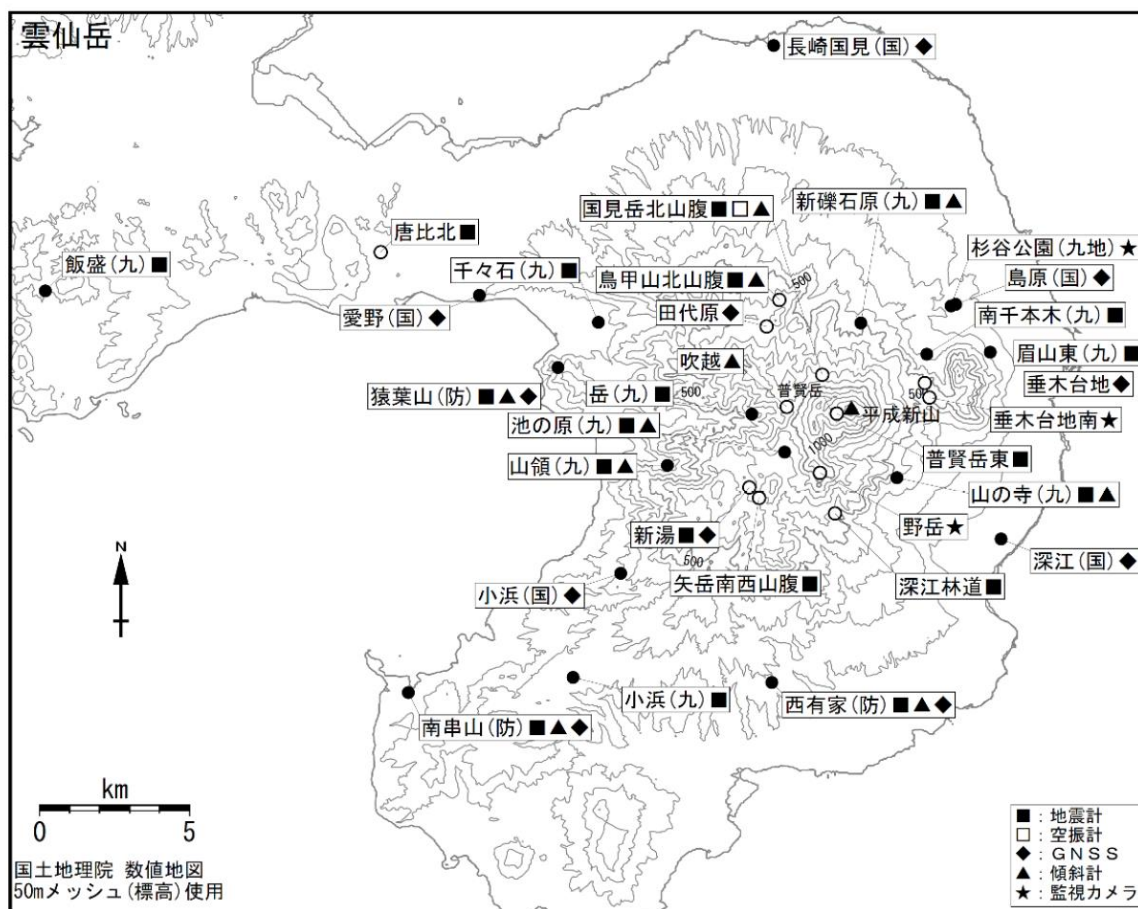 雲仙岳
長崎国見(国)◆
国見岳北山腹■□▲
新礫石原(九)■▲
唐比北■
杉谷公園(九地)★
飯盛(九)■
千々石(九)■
鳥甲山北山腹■▲
500
島原(国)◆
愛野(国)◆
田代原◆
南千本木(九)■
吹越▲
眉山東(九)■
猿葉山(防)■▲◆
岳(九)■
500
普賢岳
500
垂木台地◆
池の原(九)■▲
平成新山
垂木台地南★
1000
山領(九)■▲
普賢岳東■
山の寺(九)■▲
新湯■◆
野岳★
500
深江(国)◆
小浜(国)◆
矢岳南西山腹■
深江林道■
N
小浜(九)■
西有家(防)■▲◆
南串山(防)■▲◆
km
0 5
国土地理院 数値地図
50mメッシュ(標高)使用
■:地震計
□:空振計
◆:GNSS
▲:傾斜計
★:監視カメラ